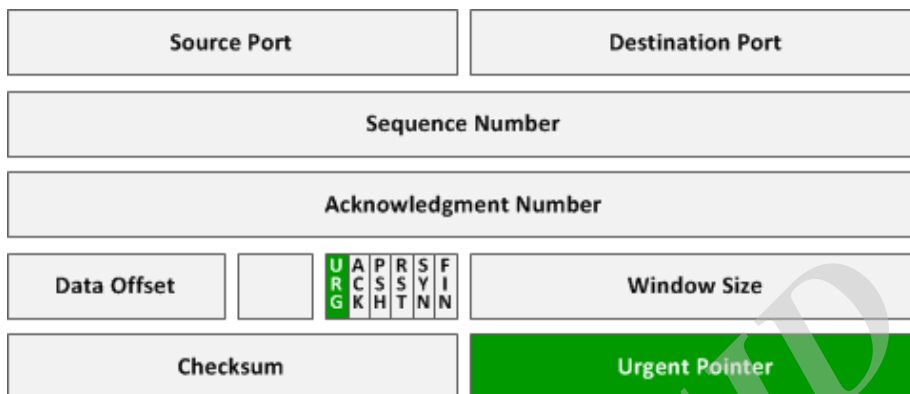 Source Port Destination Port
Sequence Number
Acknowledgment Number
Data Offset URG ACK PSH RST SYN FIN Window Size
Checksum Urgent Pointer